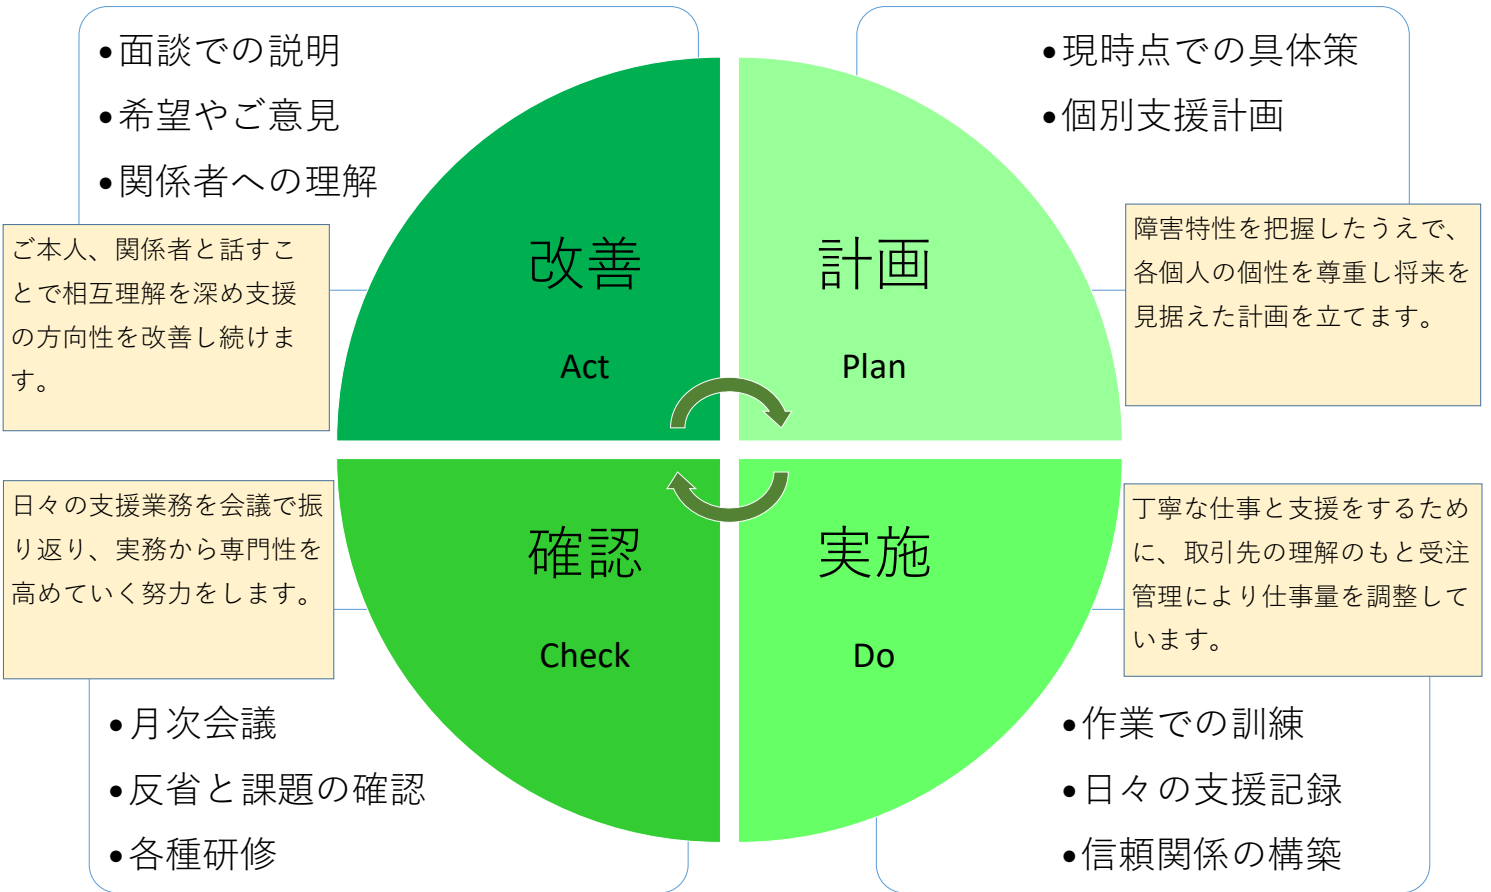 •面談での説明
•希望やご意見
•関係者への理解
ご本人、関係者と話すこ
とで相互理解を深め支援
の方向性を改善し続けま
す。
改善
Act
•現時点での具体策
•個別支援計画
障害特性を把握したうえで、
各個人の個性を尊重し将来を
見据えた計画を立てます。
計画
Plan
日々の支援業務を会議で振
り返り、実務から専門性を
高めていく努力をします。
確認
Check
•月次会議
•反省と課題の確認
•各種研修
実施
Do
丁寧な仕事と支援をするため
に、取引先の理解のもと受注
管理により仕事量を調整して
います。
•作業での訓練
•日々の支援記録
•信頼関係の構築